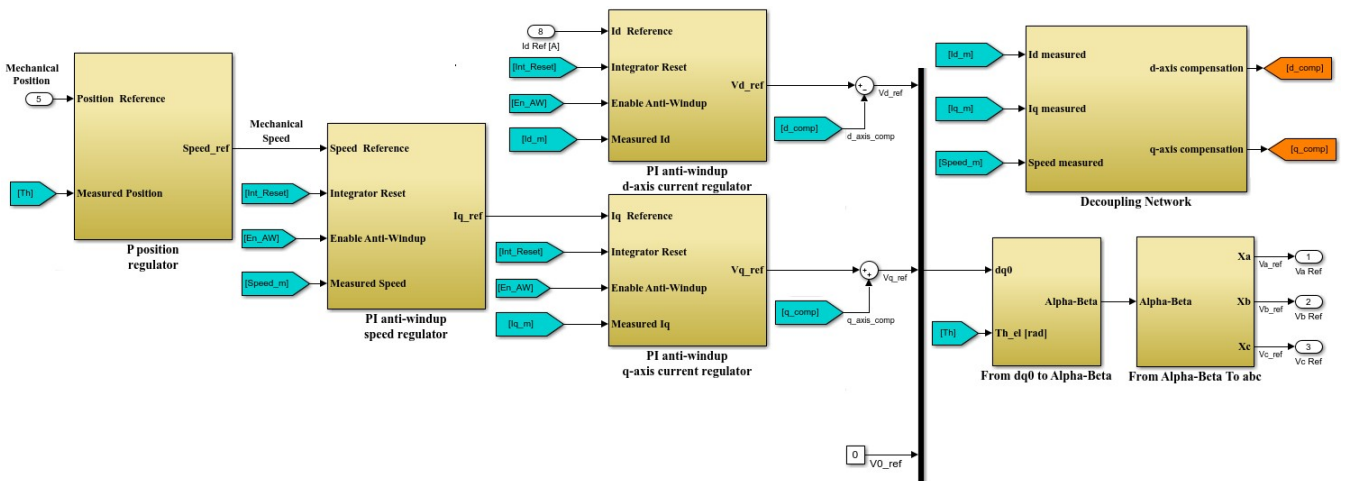 Mechanical
Position
5
Position Reference
[Th]
Measured Position
Speed_ref
P position
regulator
Mechanical
Speed
Speed Reference
[Int_Reset]
Integrator Reset
[En_AW]
Enable Anti-Windup
[Speed_m]
Measured Speed
Iq_ref
PI anti-windup
speed regulator
8
Id Ref [A]
Id Reference
[Int_Reset]
Integrator Reset
[En_AW]
Enable Anti-Windup
[Id_m]
Measured Id
Vd_ref
PI anti-windup
d-axis current regulator
Iq Reference
[Int_Reset]
Integrator Reset
[En_AW]
Enable Anti-Windup
[Iq_m]
Measured Iq
Vq_ref
PI anti-windup
q-axis current regulator
[d_comp]
d_axis_comp
+
−
Vd_ref
[q_comp]
q_axis_comp
+
+
Vq_ref
0
V0_ref
[Id_m]
Id measured
[Iq_m]
Iq measured
[Speed_m]
Speed measured
d-axis compensation
[d_comp]
q-axis compensation
[q_comp]
Decoupling Network
dq0
[Th]
Th_el [rad]
Alpha-Beta
From dq0 to Alpha-Beta
Alpha-Beta
Xa
Va_ref
1
Va Ref
Xb
Vb_ref
2
Vb Ref
Xc
Vc_ref
3
Vc Ref
From Alpha-Beta To abc